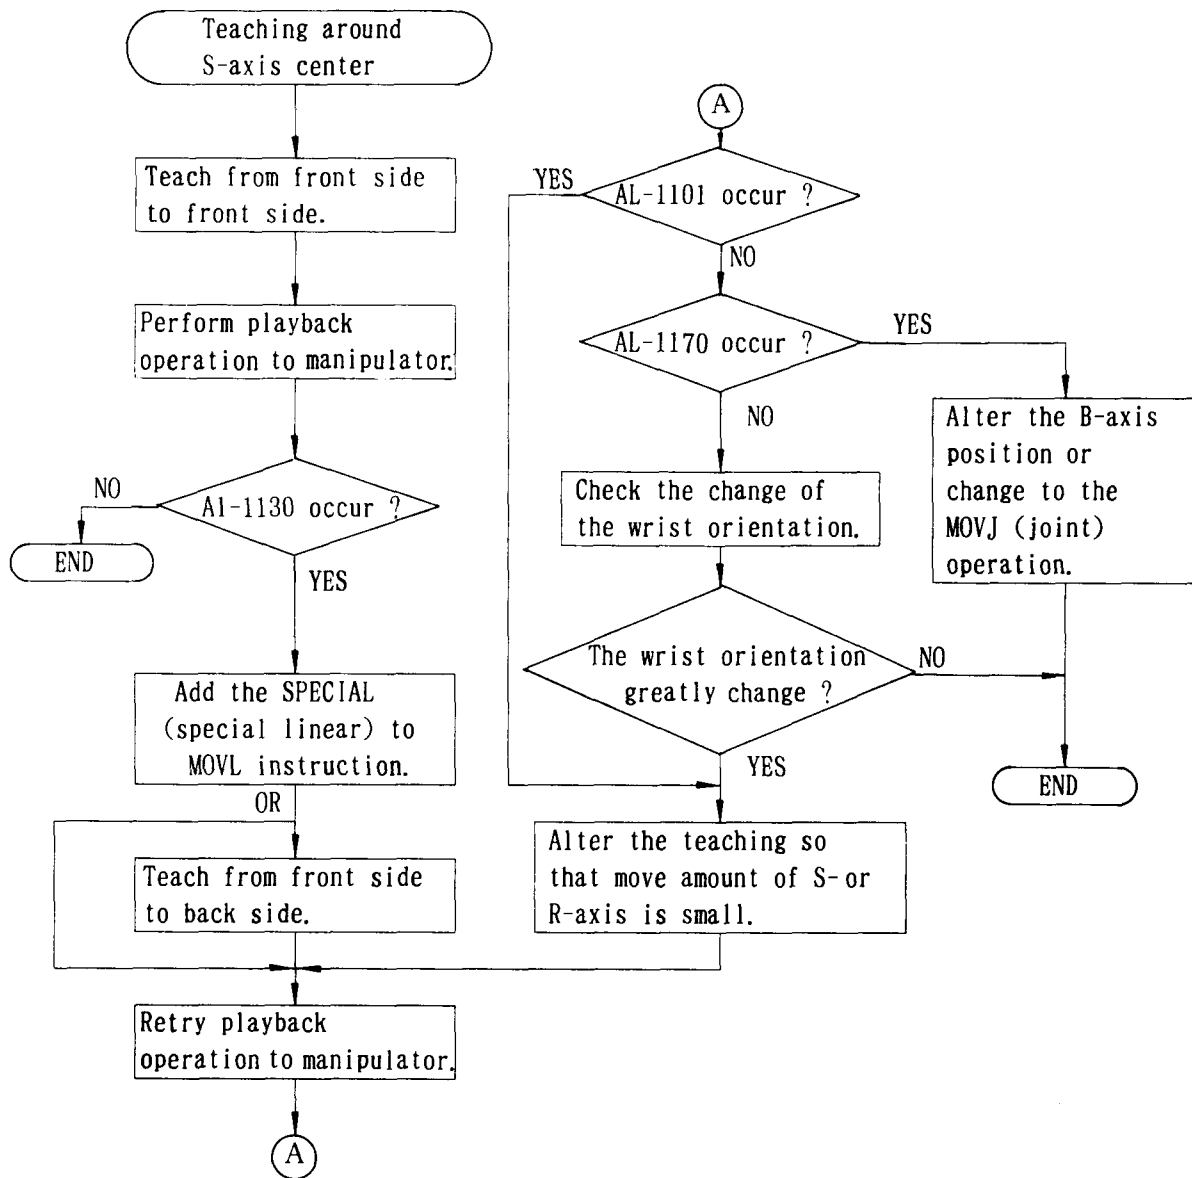 Teaching around
S-axis center
Teach from front side
to front side.
Perform playback
operation to manipulator.
Al-1130 occur ?
NO
END
YES
Add the SPECIAL
(special linear) to
MOVL instruction.
OR
Teach from front side
to back side.
Retry playback
operation to manipulator.
A
A
AL-1101 occur ?
YES
NO
AL-1170 occur ?
YES
NO
Alter the B-axis
position or
change to the
MOVJ (joint)
operation.
Check the change of
the wrist orientation.
The wrist orientation
greatly change ?
NO
YES
END
Alter the teaching so
that move amount of S- or
R-axis is small.